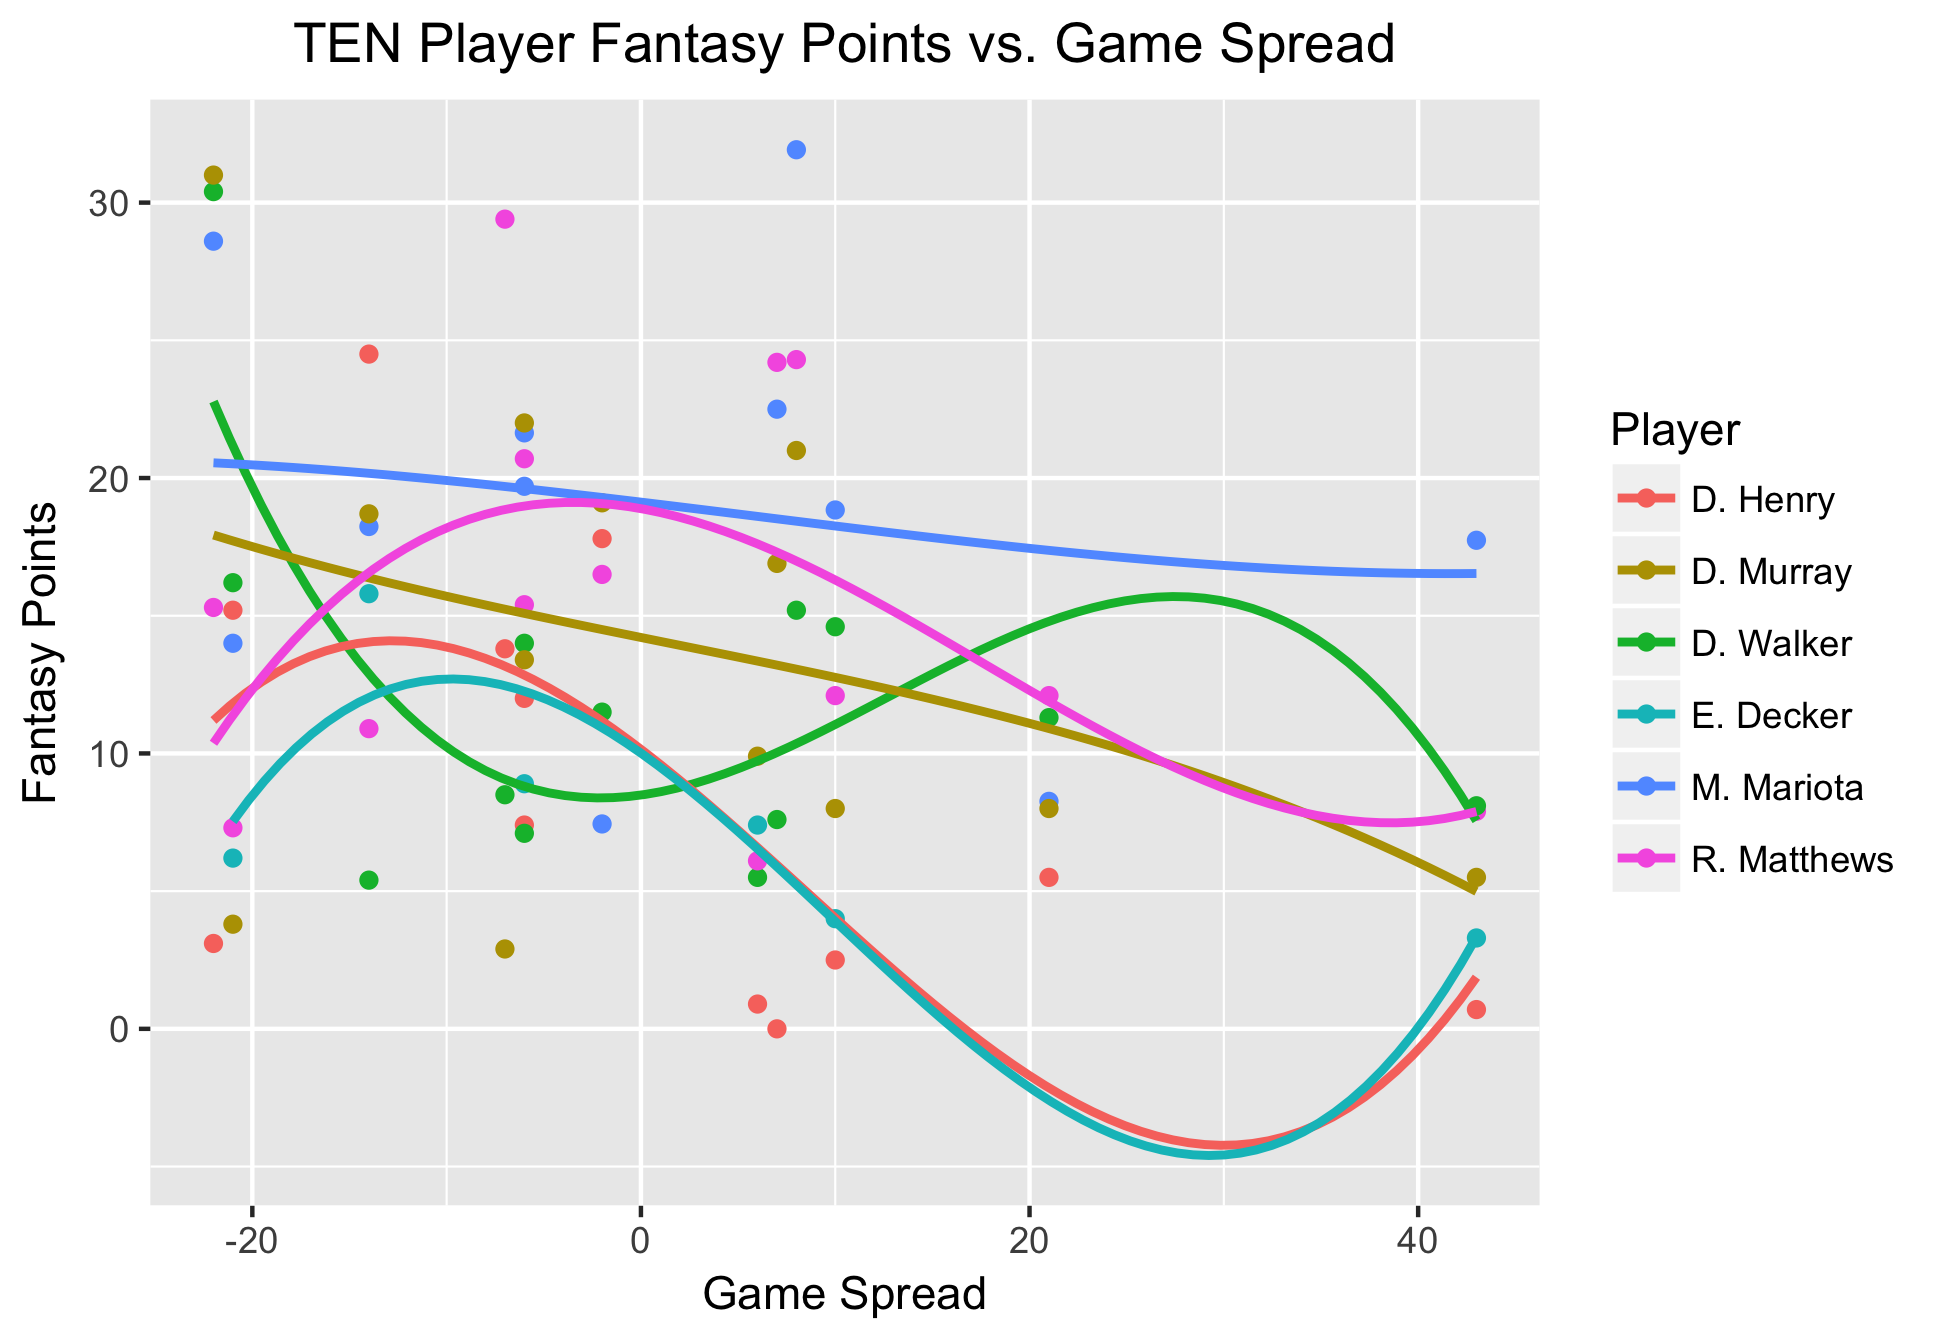 TEN Player Fantasy Points vs. Game Spread
30
20
10
0
Fantasy Points
-20
0
20
40
Game Spread
Player
D. Henry
D. Murray
D. Walker
E. Decker
M. Mariota
R. Matthews